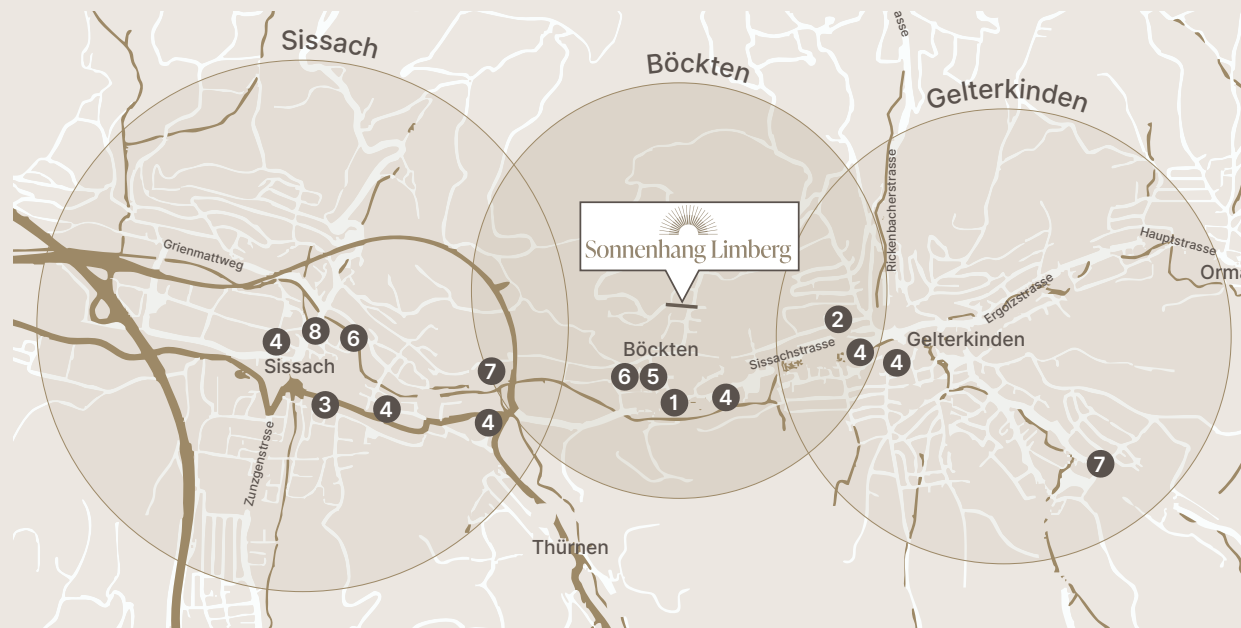 Sissach
Böckten
Gelterkinden
asse
Rickenbacherstrasse
Sonnenhang Limberg
Grienmattweg
Hauptstrasse
Orma
Ergolzstrasse
2
8
4
6
Sissach
Böckten
Sissachstrasse
4
Gelterkinden
4
7
6
5
3
4
1
4
4
Zunzgenstrsse
7
Thürnen